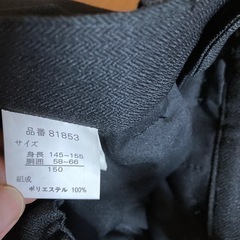 品番 81853
サイズ
身長 145-155
胴囲 58-66
150
組成
ポリエステル 100%